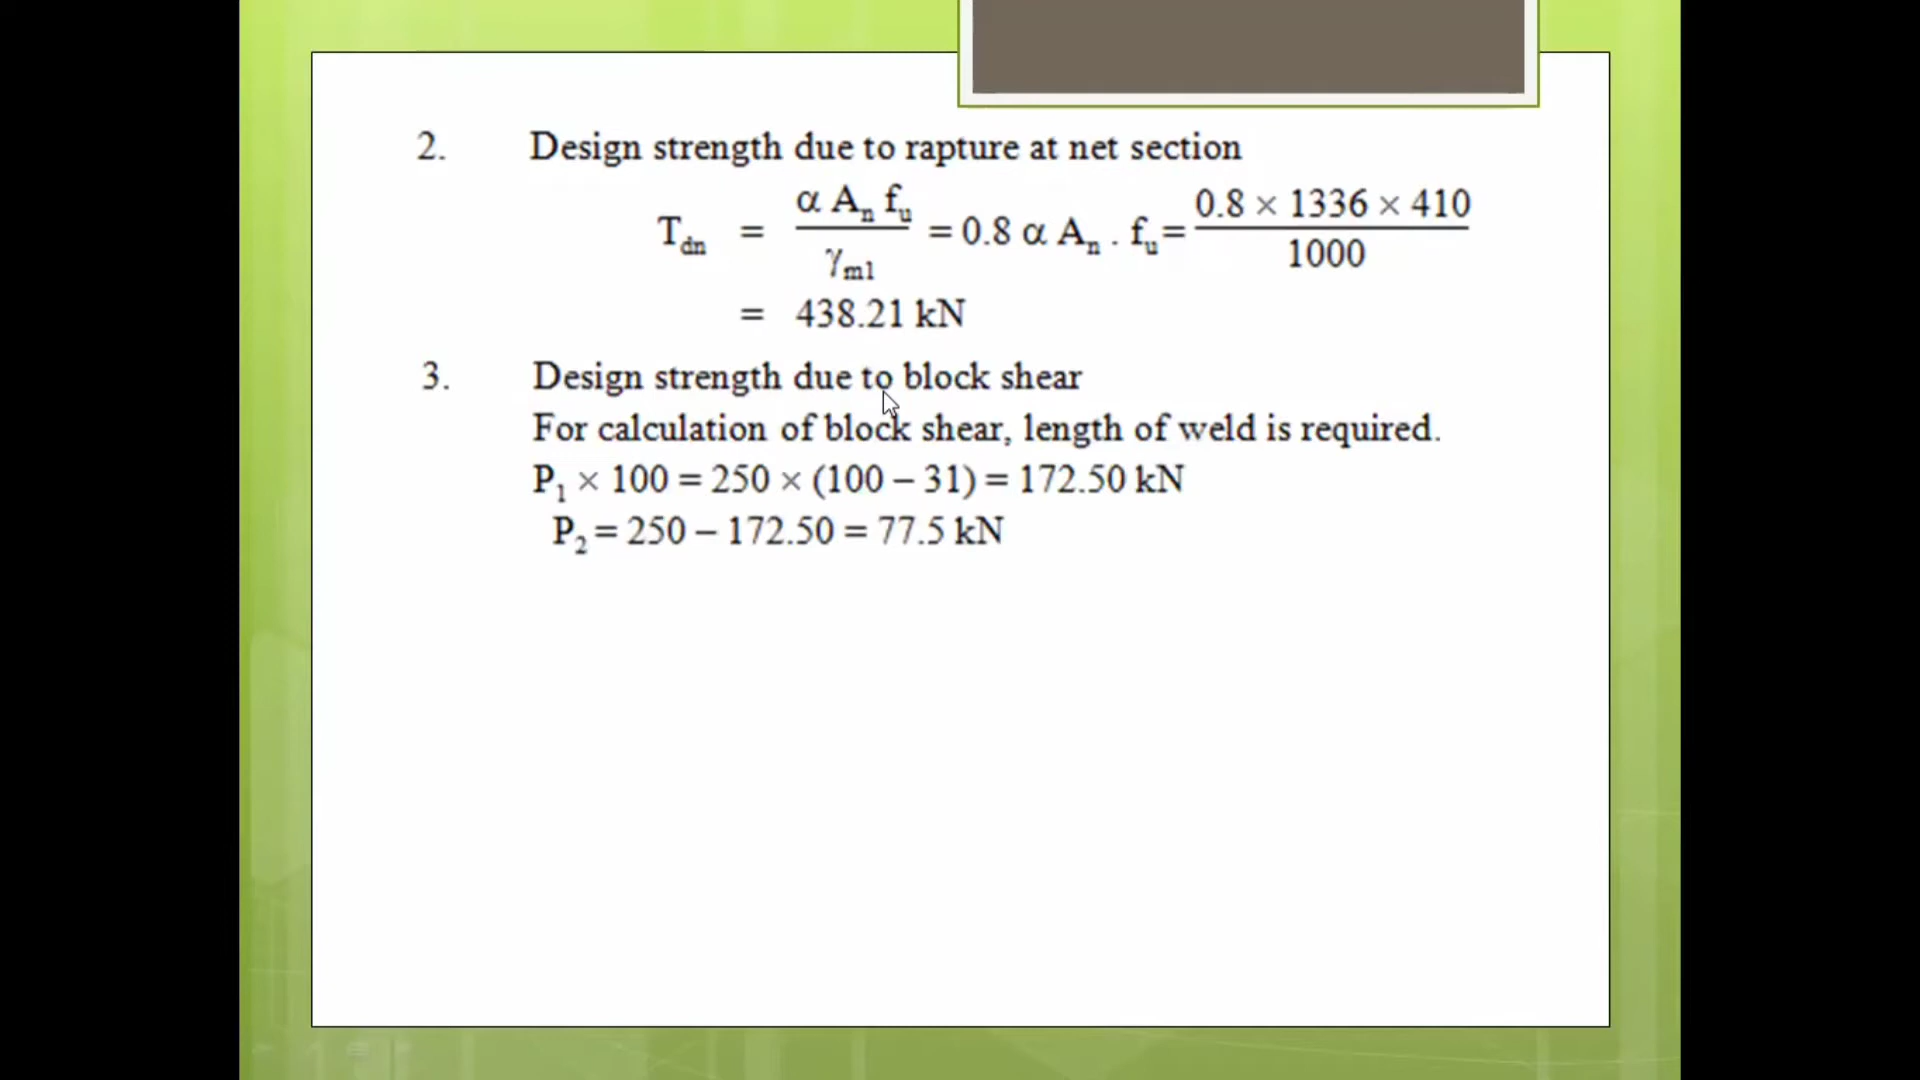 2. Design strength due to rapture at net section
T_dn = α A_n f_u / γ_m1 = 0.8 α A_n . f_u = 0.8 × 1336 × 410 / 1000
= 438.21 kN
3. Design strength due to block shear
For calculation of block shear, length of weld is required.
P_1 × 100 = 250 × (100 – 31) = 172.50 kN
P_2 = 250 – 172.50 = 77.5 kN